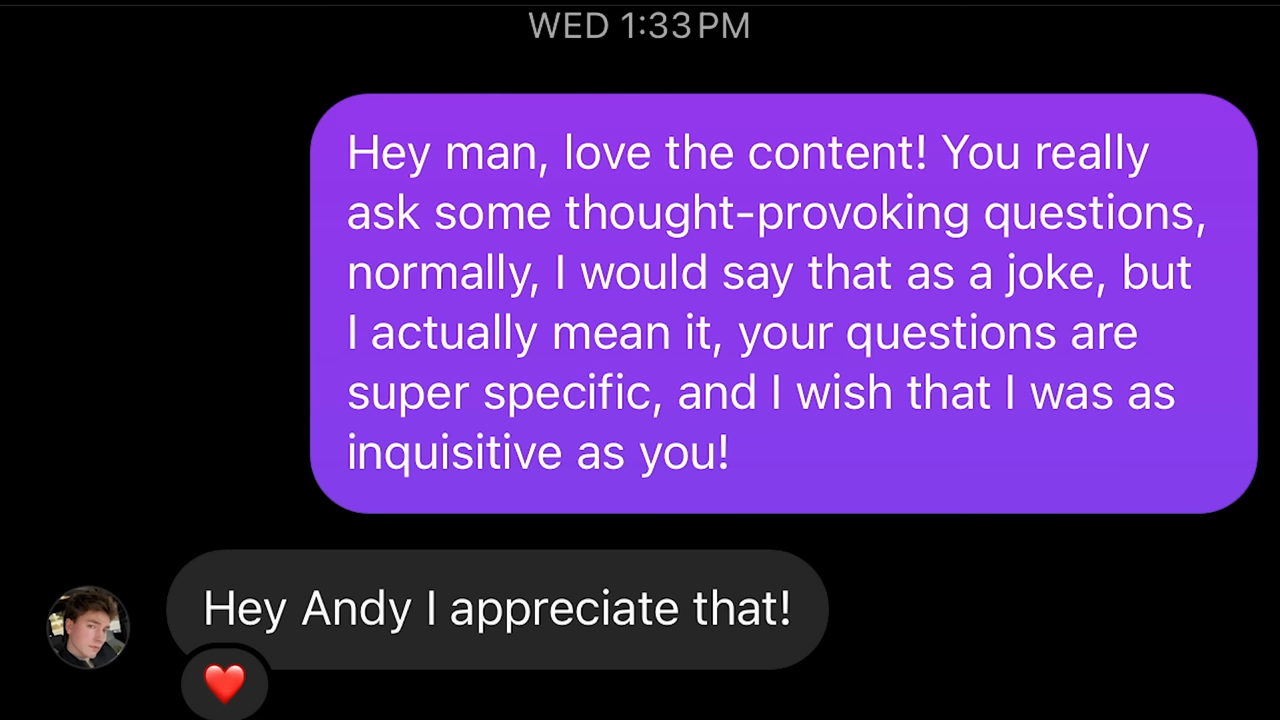 WED 1:33 PM
Hey man, love the content! You really
ask some thought-provoking questions,
normally, I would say that as a joke, but
I actually mean it, your questions are
super specific, and I wish that I was as
inquisitive as you!
Hey Andy I appreciate that!